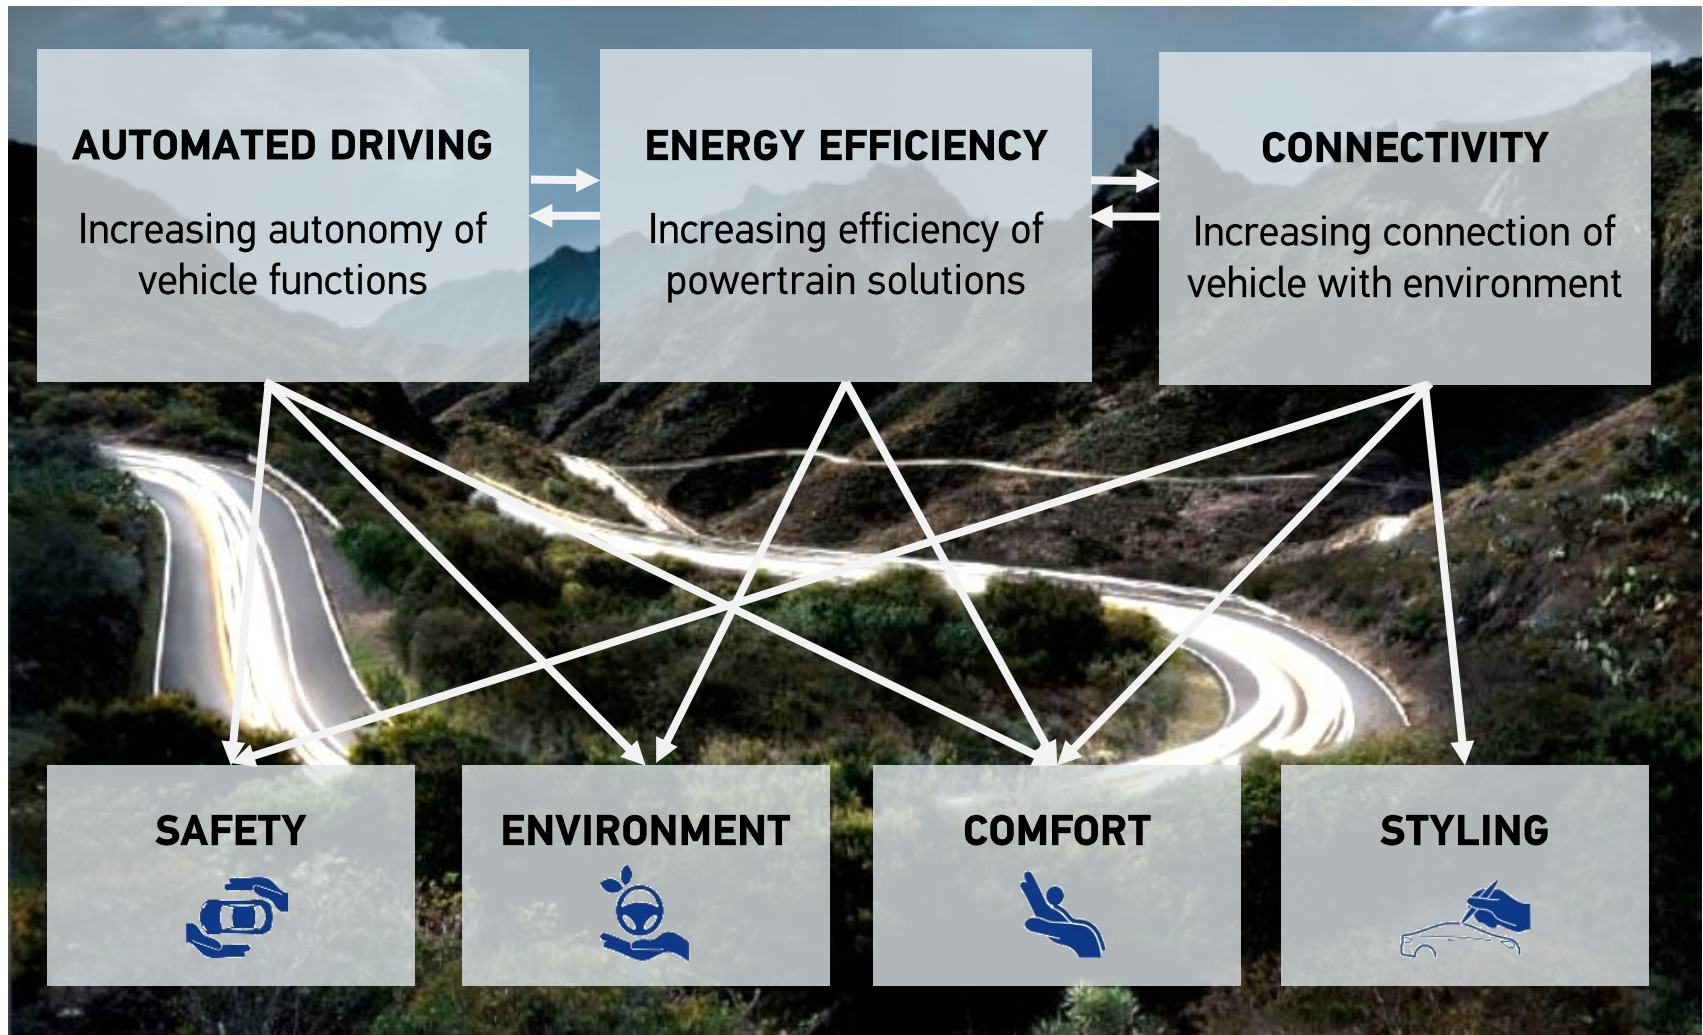 AUTOMATED DRIVING
Increasing autonomy of
vehicle functions
ENERGY EFFICIENCY
Increasing efficiency of
powertrain solutions
CONNECTIVITY
Increasing connection of
vehicle with environment
SAFETY
ENVIRONMENT
COMFORT
STYLING